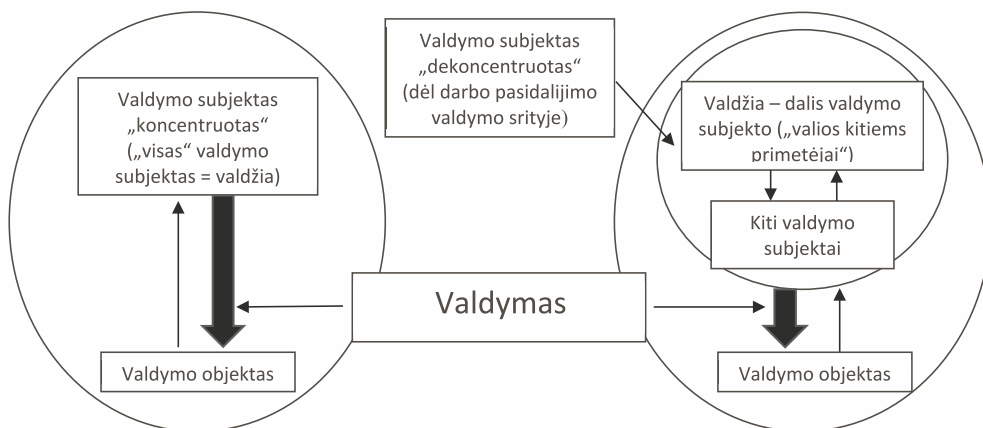 Valdymo subjektas
„koncentruotas“
(„visas“ valdymo
subjektas = valdžia)
Valdymo objektas
Valdymo subjektas
„dekoncentruotas“
(dėl darbo pasidalijimo
valdymo srityje)
Valdymas
Valdžia – dalis valdymo
subjekto („valios kitiems
primetėjai“)
Kiti valdymo
subjektai
Valdymo objektas